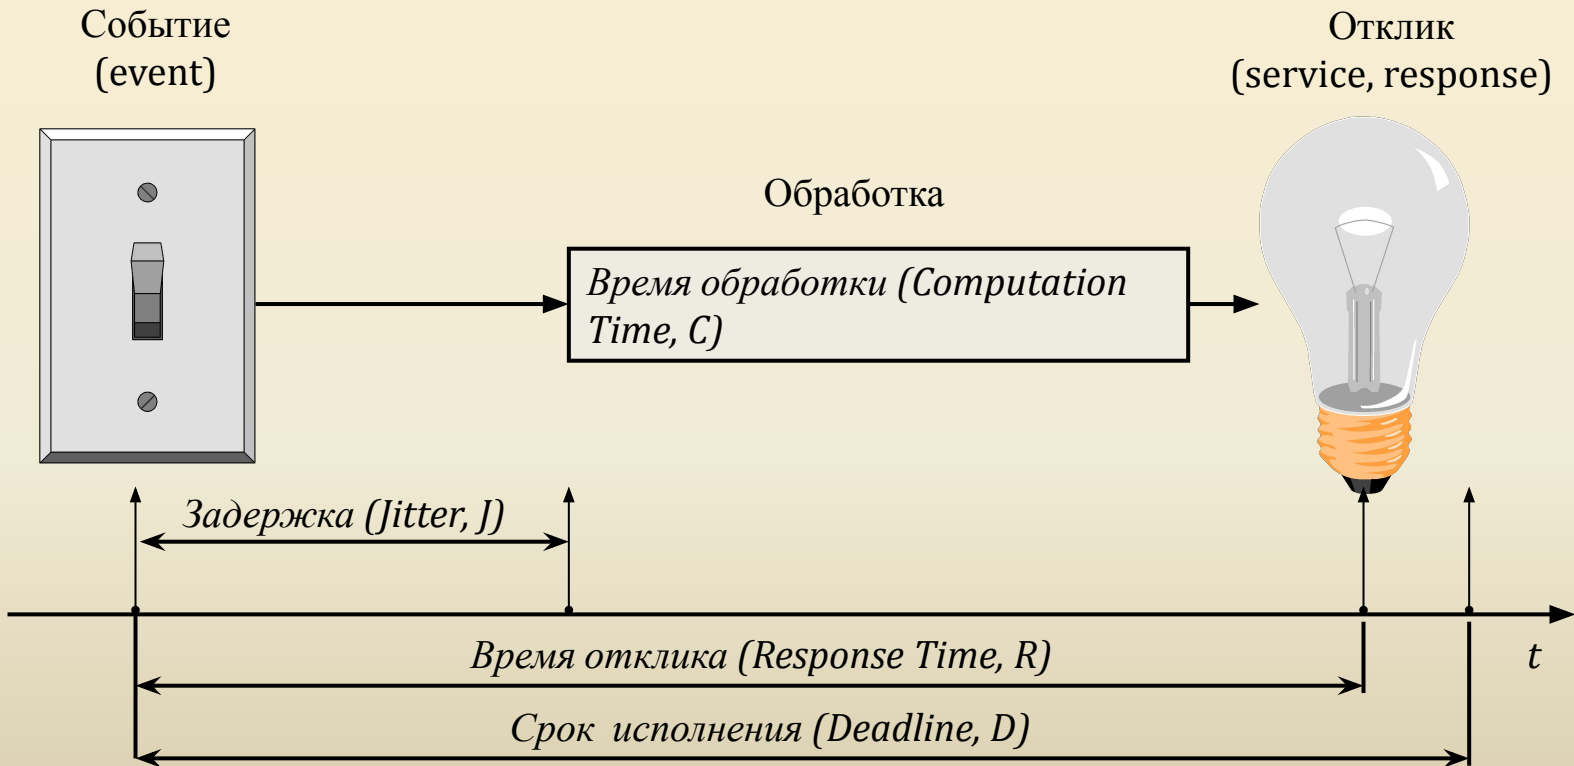 Событие
(event)
Отклик
(service, response)
Обработка
Время обработки (Computation
Time, C)
Задержка (Jitter, J)
Время отклика (Response Time, R)
t
Срок исполнения (Deadline, D)